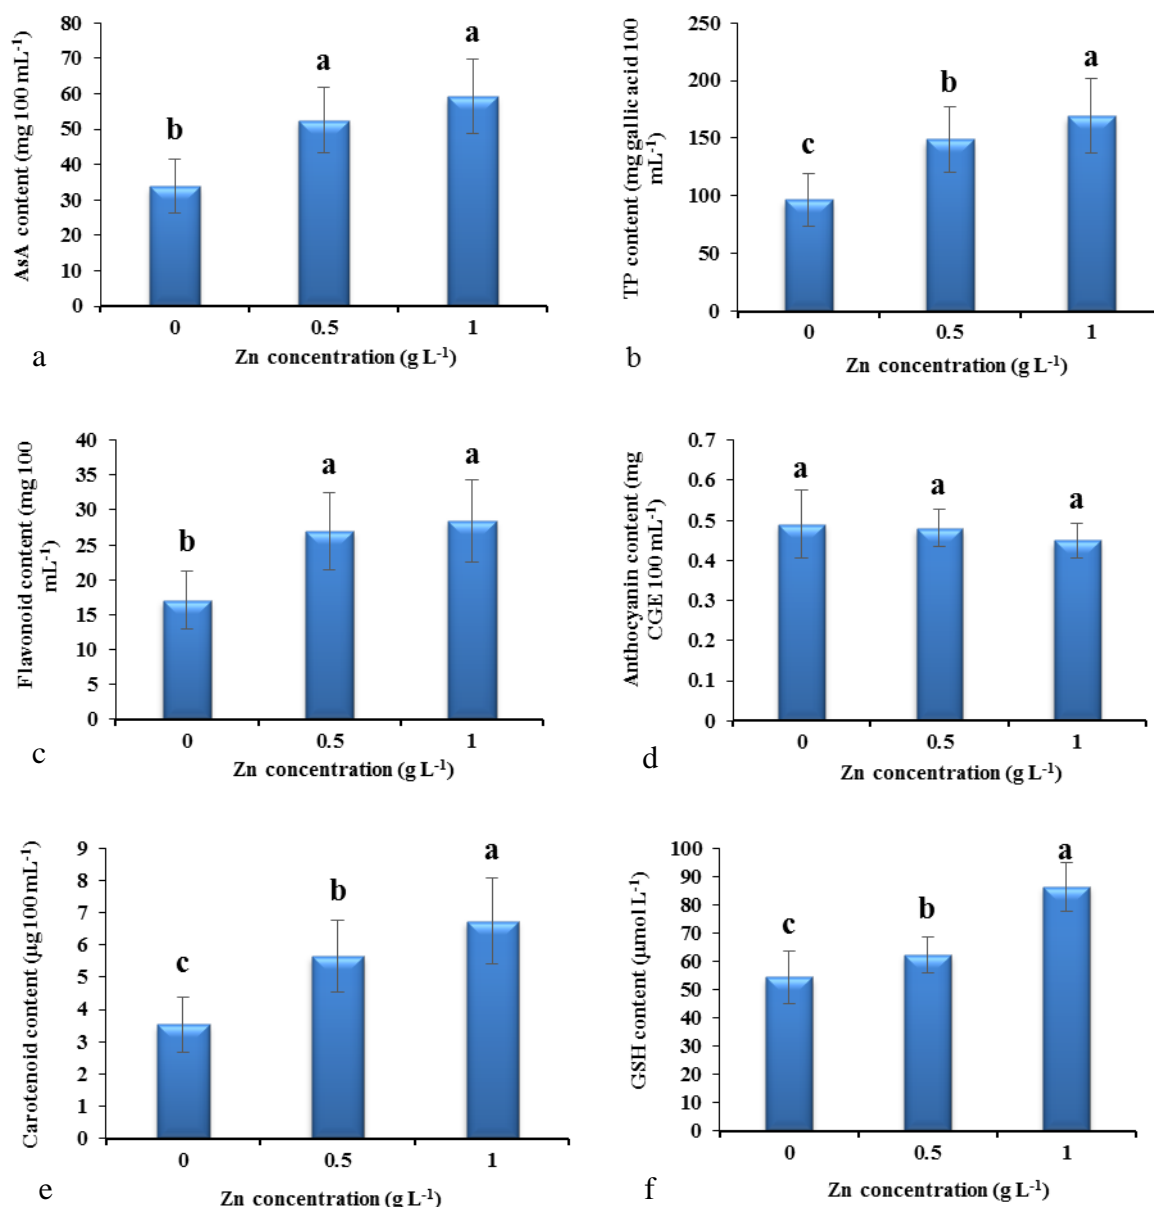 AsA content (mg 100 mL-1)
80
70
60
50
40
30
20
10
0
b
a
a
0 0.5 1
Zn concentration (g L-1)
a
TP content (mg gallic acid 100
mL-1)
250
200
150
100
50
0
c
b
a
0 0.5 1
Zn concentration (g L-1)
b
Flavonoid content (mg 100
mL-1)
40
35
30
25
20
15
10
5
0
b
a
a
0 0.5 1
Zn concentration (g L-1)
c
Anthocyanin content (mg
CGE 100 mL-1)
0.7
0.6
0.5
0.4
0.3
0.2
0.1
0
a
a
a
0 0.5 1
Zn concentration (g L-1)
d
Carotenoid content (µg 100 mL-1)
9
8
7
6
5
4
3
2
1
0
c
b
a
0 0.5 1
Zn concentration (g L-1)
e
GSH content (µmol L-1)
100
90
80
70
60
50
40
30
20
10
0
c
b
a
0 0.5 1
Zn concentration (g L-1)
f